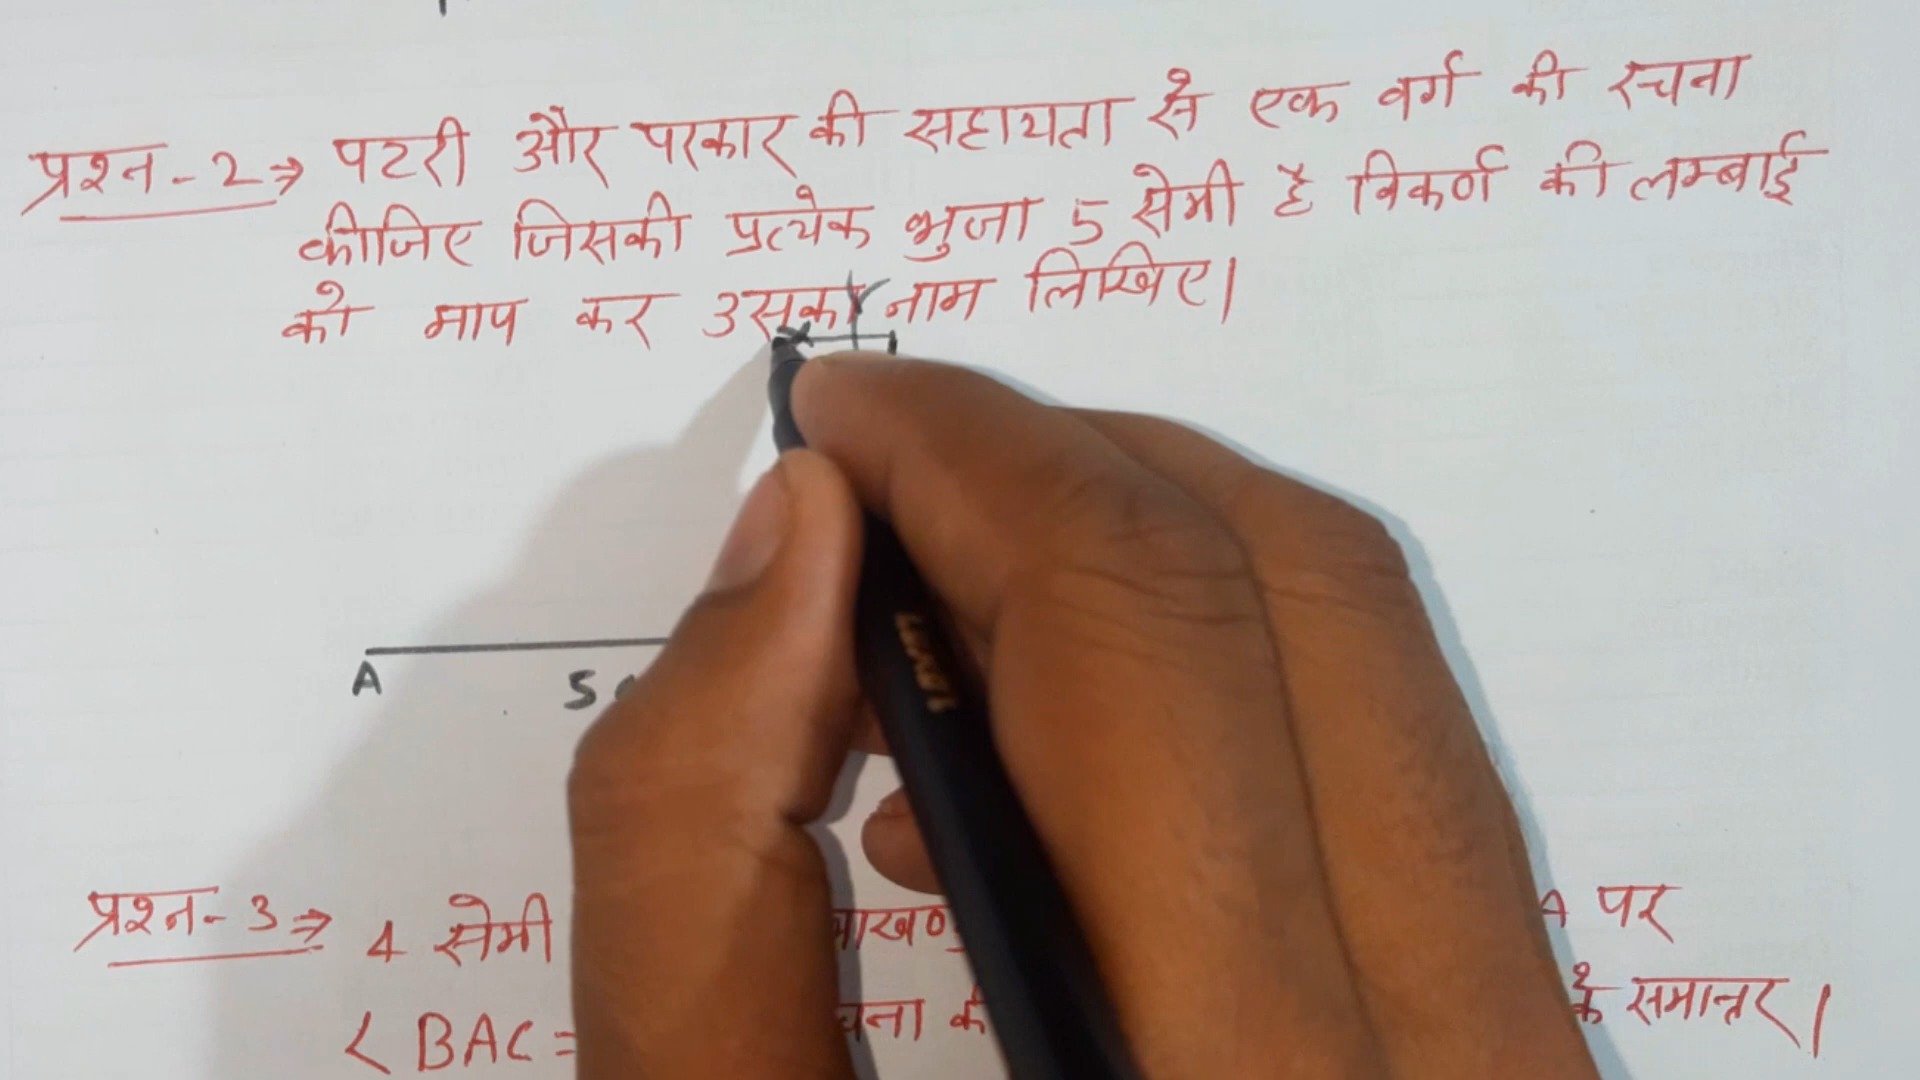 प्रश्न-2⇒ पटरी और परकार की सहायता से एक वर्ग की रचना
कीजिए जिसकी प्रत्येक भुजा 5 सेमी है विकर्ण की लम्बाई
को माप कर उसका नाम लिखिए।
A
5
प्रश्न-3⇒ 4 सेमी A पर
<BAC= के समान्तर।